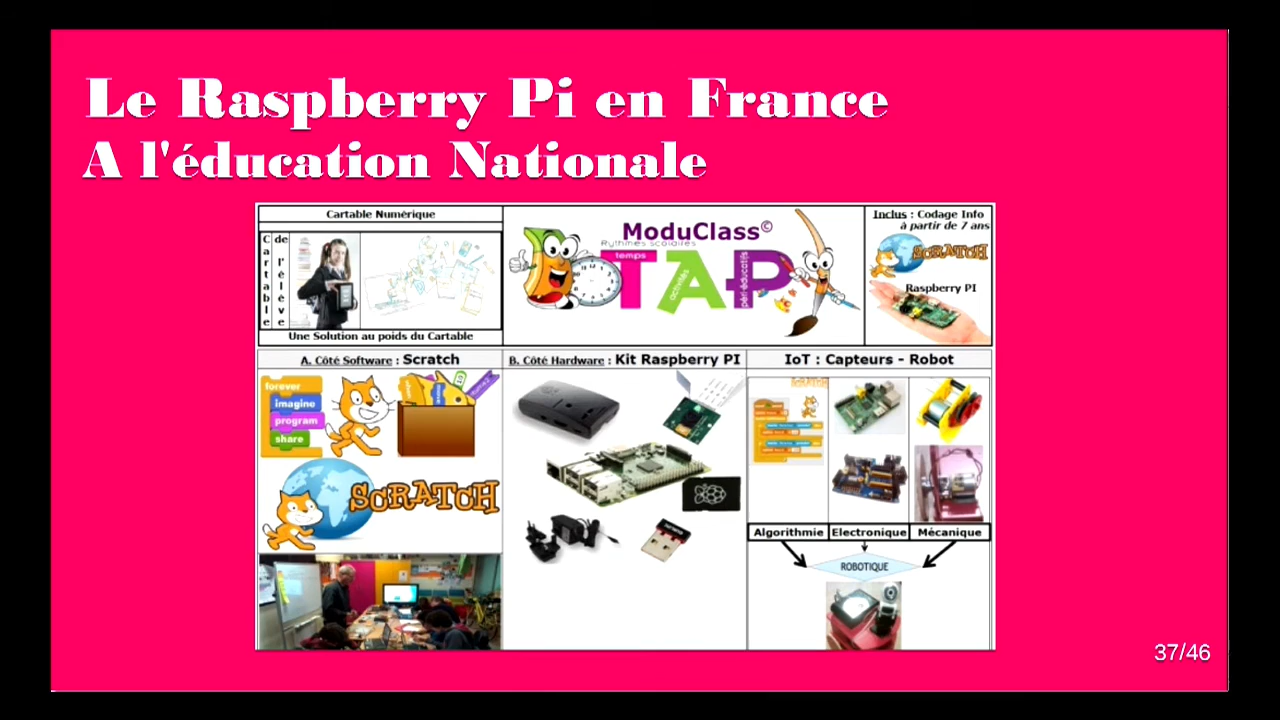 Le Raspberry Pi en France
A l'éducation Nationale
Cartable Numérique
Cartable
de l'élève
Une Solution au poids du Cartable
ModuClass©
Rythmes scolaires
temps
activités
péri-éducatifs
TAP
Inclus : Codage Info
à partir de 7 ans
SCRATCH
Raspberry PI
A. Côté Software : Scratch
B. Côté Hardware : Kit Raspberry PI
IoT : Capteurs - Robot
forever
imagine
program
share
SCRATCH
Algorithmie
Electronique
Mécanique
ROBOTIQUE
37/46